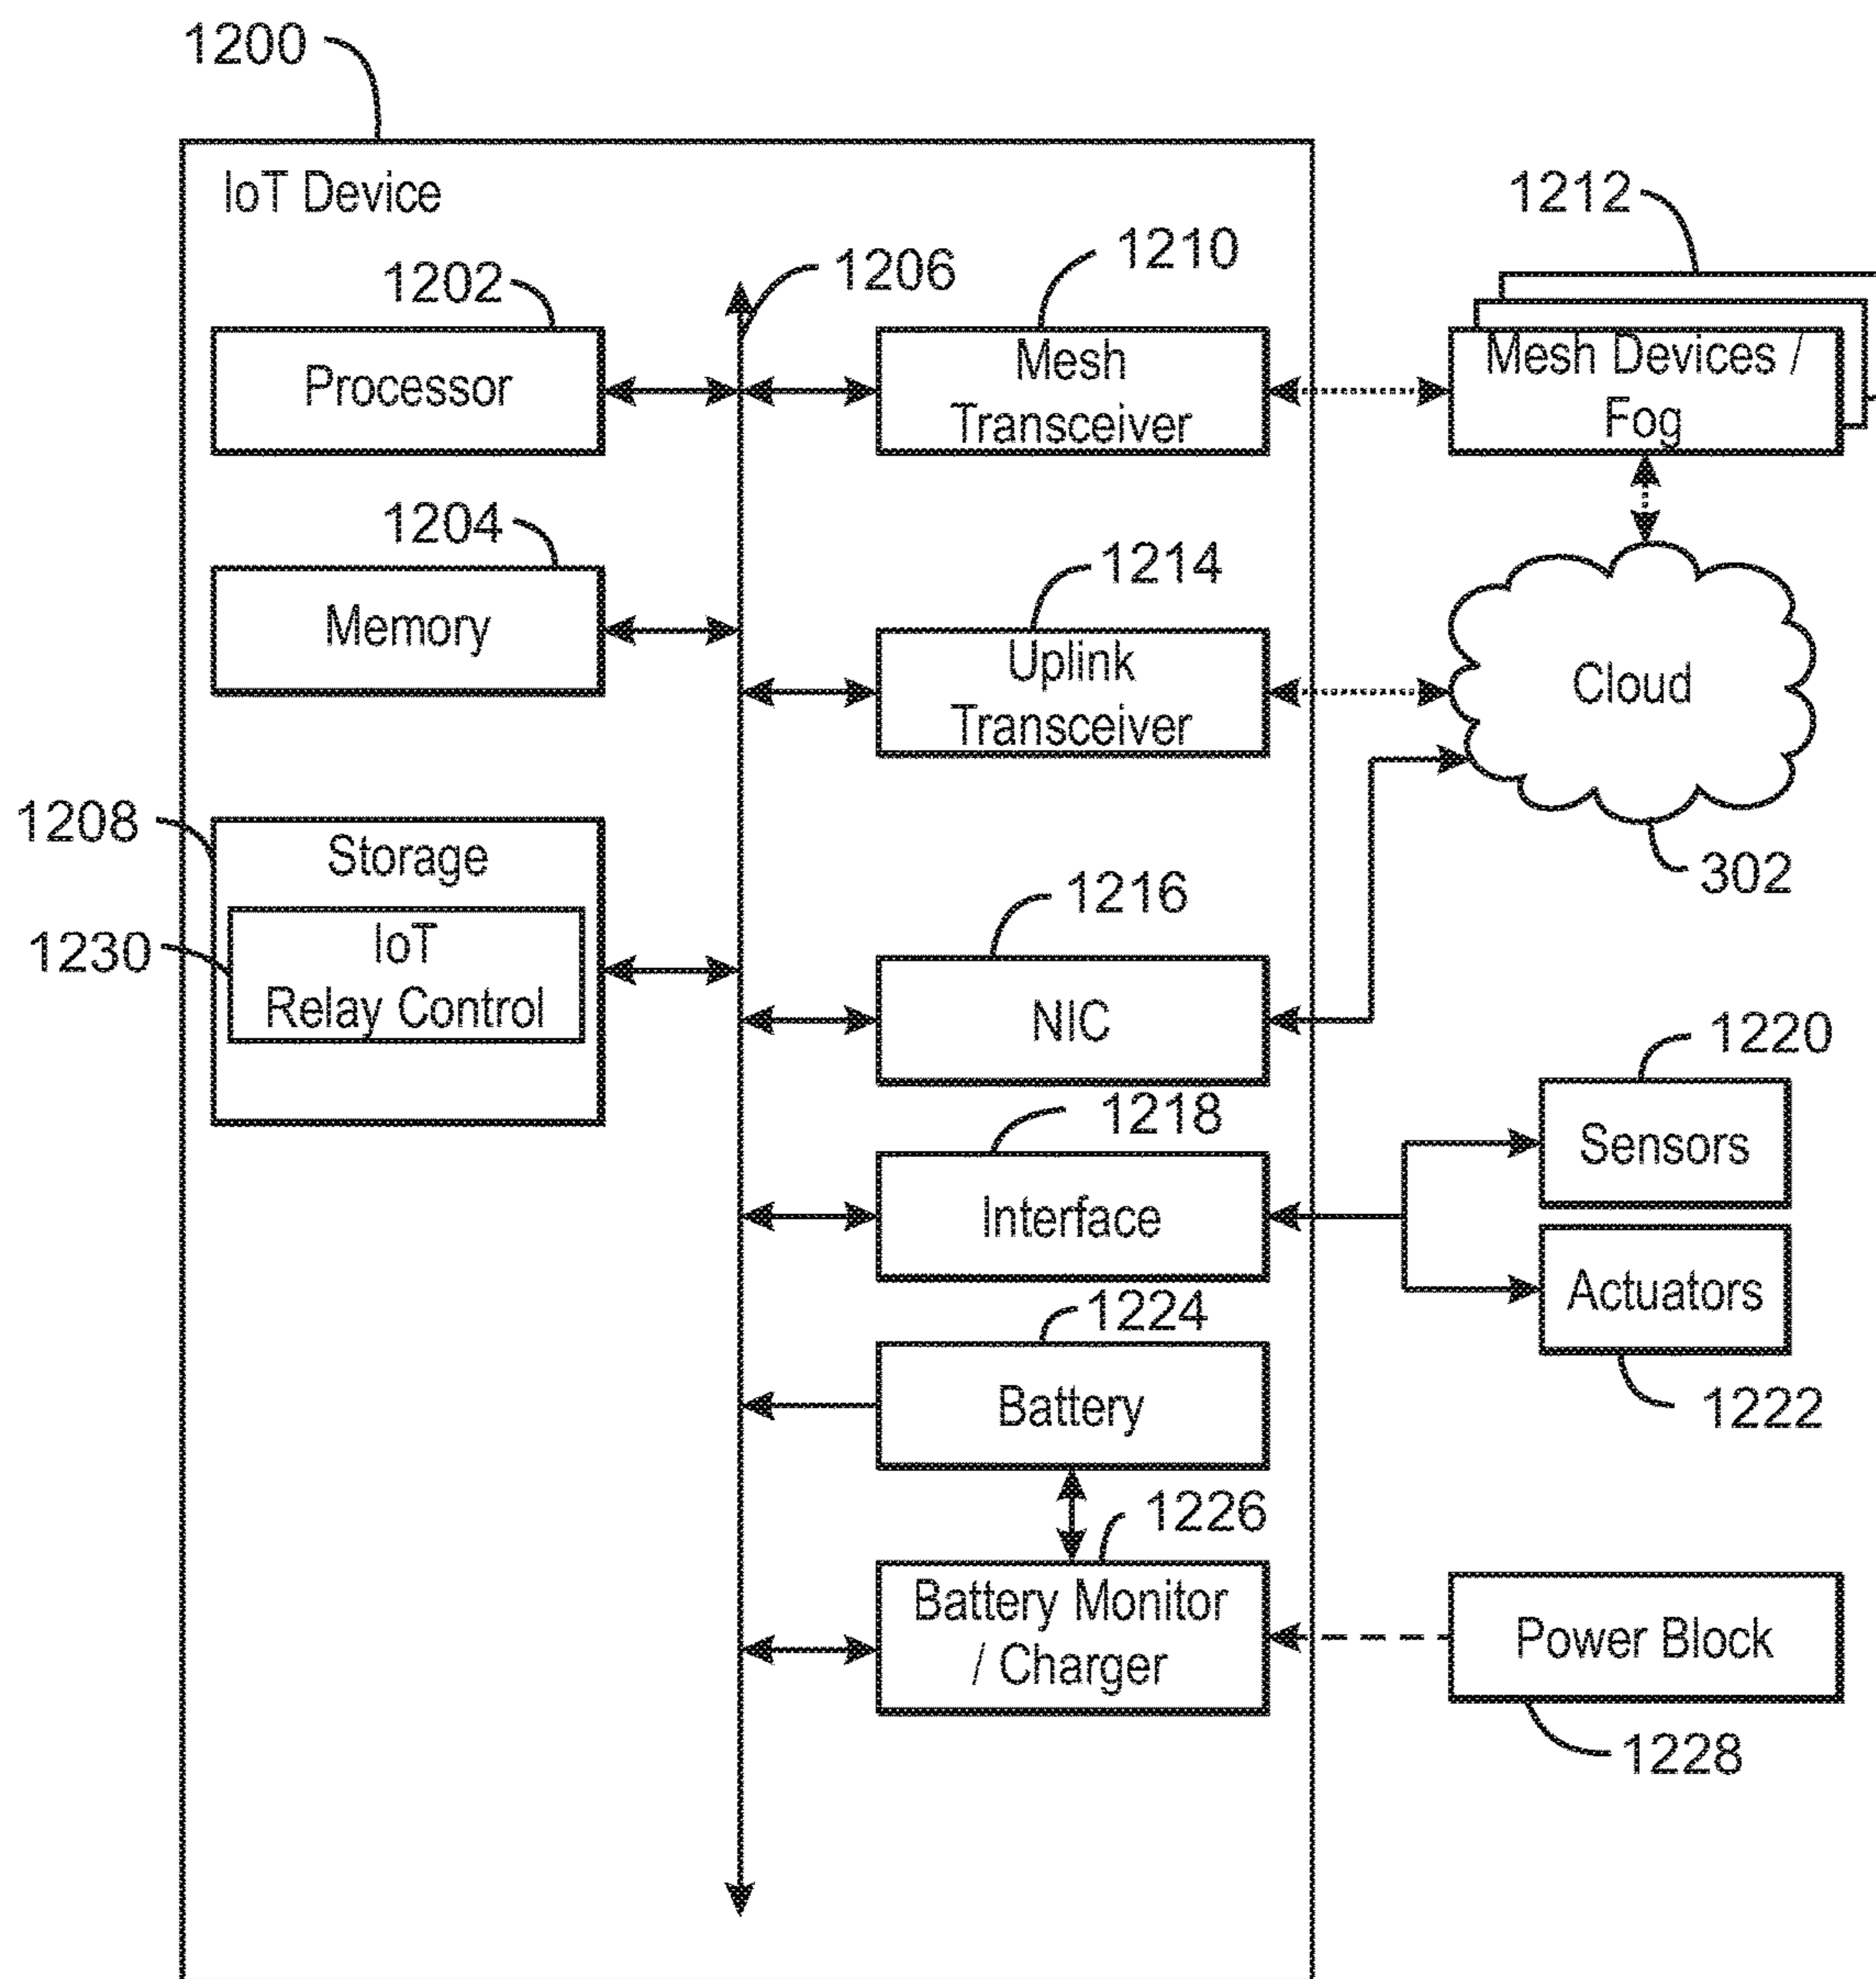 1200
IoT Device
1202
Processor
1206
1210
Mesh
Transceiver
1212
Mesh Devices /
Fog
1204
Memory
1214
Uplink
Transceiver
Cloud
302
1208
Storage
1230
IoT
Relay Control
1216
NIC
1218
Interface
1220
Sensors
Actuators
1222
1224
Battery
1226
Battery Monitor
/ Charger
Power Block
1228